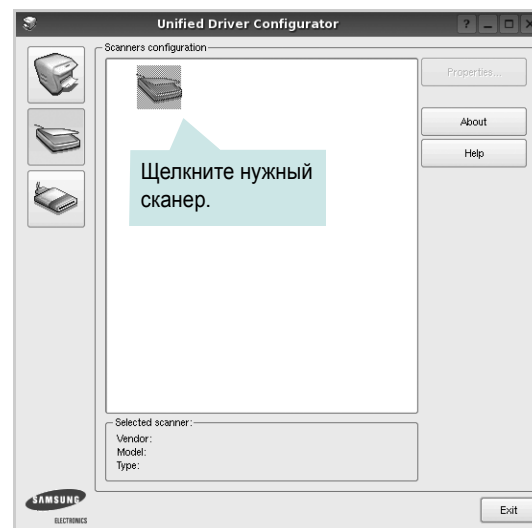 Unified Driver Configurator
Scanners configuration
Properties...
About
Help
Щелкните нужный
сканер.
Selected scanner:
Vendor:
Model:
Type:
SAMSUNG
ELECTRONICS
Exit